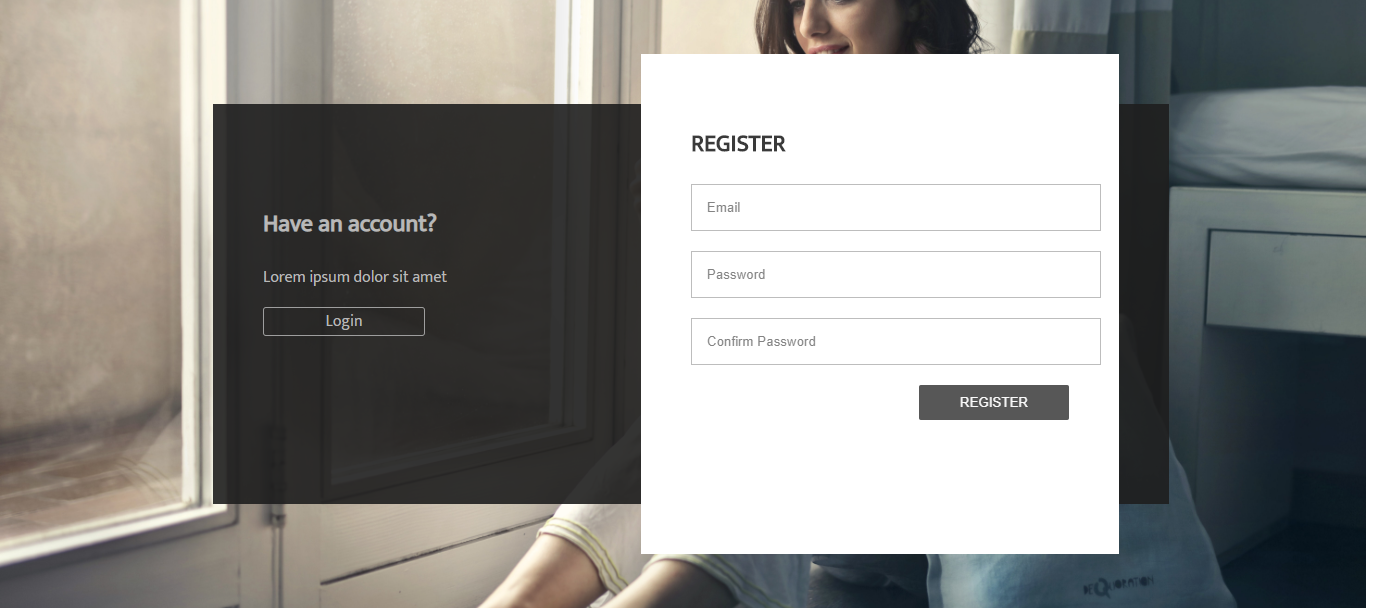 Have an account?
Lorem ipsum dolor sit amet
Login
REGISTER
Email
Password
Confirm Password
REGISTER